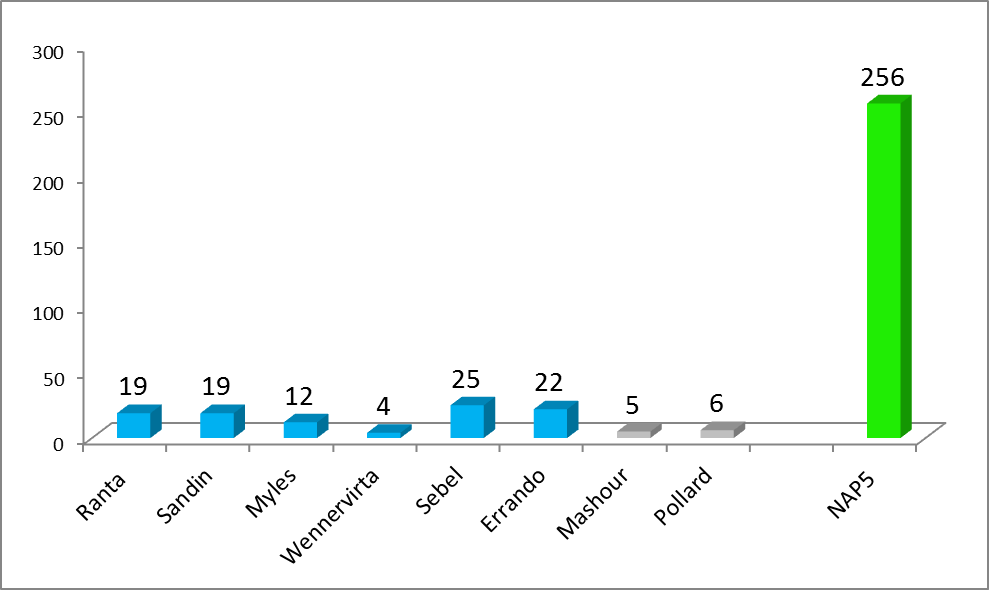 300
250
200
150
100
50
0
19
19
12
4
25
22
5
6
256
Ranta
Sandin
Myles
Wennervirta
Sebel
Errando
Mashour
Pollard
NAP5